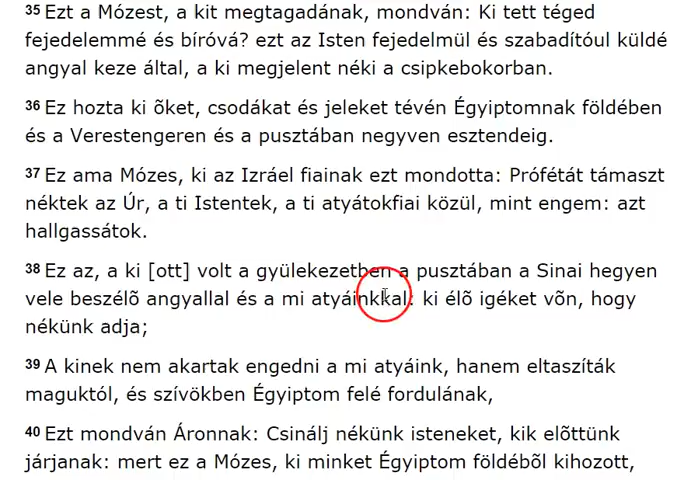 35 Ezt a Mózest, a kit megtagadának, mondván: Ki tett téged
fejedelemmé és bíróvá? ezt az Isten fejedelmül és szabadítóul küldé
angyal keze által, a ki megjelent néki a csipkebokorban.
36 Ez hozta ki õket, csodákat és jeleket tévén Égyiptomnak földében
és a Verestengeren és a pusztában negyven esztendeig.
37 Ez ama Mózes, ki az Izráel fiainak ezt mondotta: Prófétát támaszt
néktek az Úr, a ti Istentek, a ti atyátokfiai közül, mint engem: azt
hallgassátok.
38 Ez az, a ki [ott] volt a gyülekezetben a pusztában a Sinai hegyen
vele beszélõ angyallal és a mi atyáinkkal: ki élõ igéket võn, hogy
nékünk adja;
39 A kinek nem akartak engedni a mi atyáink, hanem eltaszíták
maguktól, és szívökben Égyiptom felé fordulának,
40 Ezt mondván Áronnak: Csinálj nékünk isteneket, kik elõttünk
járjanak: mert ez a Mózes, ki minket Égyiptom földébõl kihozott,